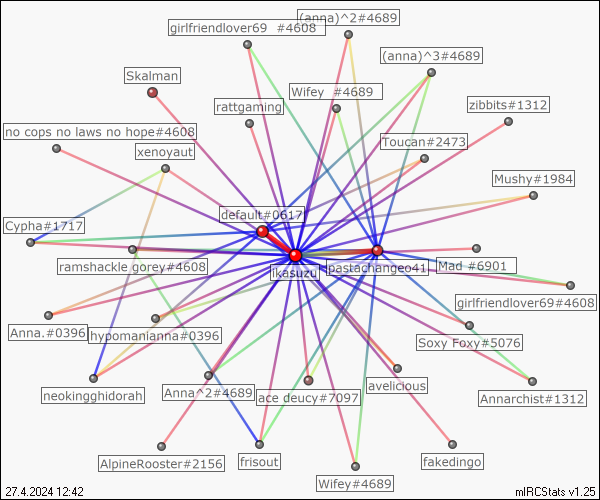 (anna)^2#4689
girlfriendlover69 #4608
(anna)^3#4689
Skalman
Wifey #4689
rattgaming
zibbits#1312
no cops no laws no hope#4608
Toucan#2473
xenoyaut
Mushy#1984
default#0617
Cypha#1717
ramshackle gorey#4608
ikasuzu
pastachange041
Mad #6901
girlfriendlover69#4608
Anna.#0396
hypomanianna#0396
Soxy Foxy#5076
neokingghidorah
Anna^2#4689
ace deucy#7097
avelicious
Annarchist#1312
AlpineRooster#2156
frisout
Wifey#4689
fakedingo
27.4.2024 12:42
mIRCStats v1.25